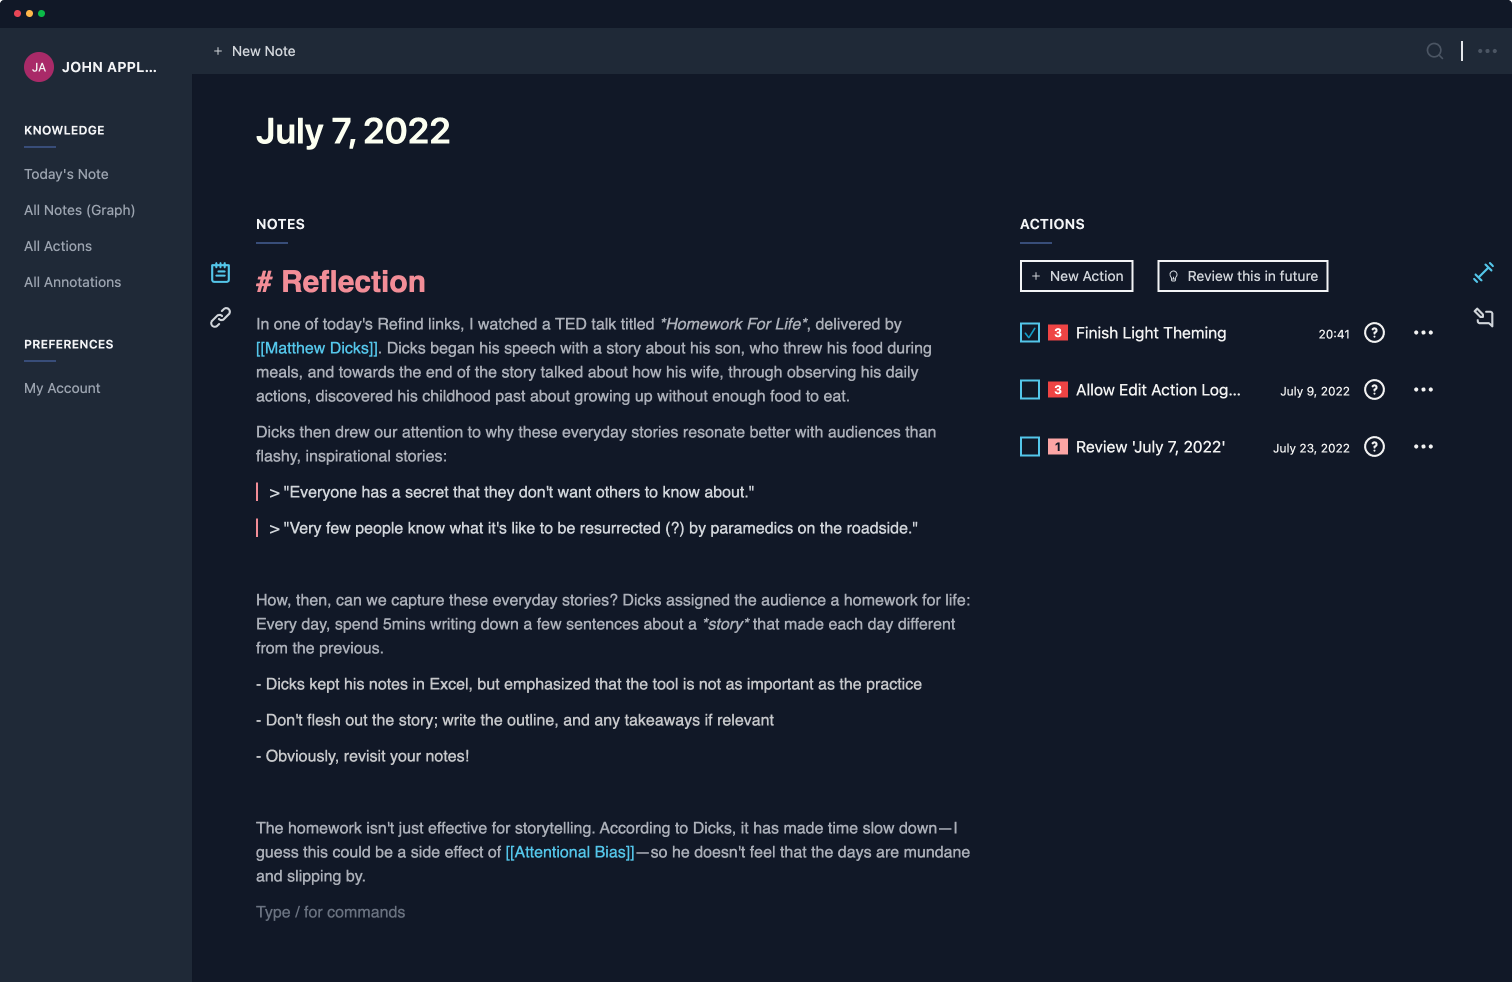 JA JOHN APPL...
KNOWLEDGE
Today's Note
All Notes (Graph)
All Actions
All Annotations
PREFERENCES
My Account
+ New Note
July 7, 2022
NOTES
# Reflection
In one of today's Refind links, I watched a TED talk titled *Homework For Life*, delivered by
[[Matthew Dicks]]. Dicks began his speech with a story about his son, who threw his food during
meals, and towards the end of the story talked about how his wife, through observing his daily
actions, discovered his childhood past about growing up without enough food to eat.
Dicks then drew our attention to why these everyday stories resonate better with audiences than
flashy, inspirational stories:
> "Everyone has a secret that they don't want others to know about."
> "Very few people know what it's like to be resurrected (?) by paramedics on the roadside."
How, then, can we capture these everyday stories? Dicks assigned the audience a homework for life:
Every day, spend 5mins writing down a few sentences about a *story* that made each day different
from the previous.
- Dicks kept his notes in Excel, but emphasized that the tool is not as important as the practice
- Don't flesh out the story; write the outline, and any takeaways if relevant
- Obviously, revisit your notes!
The homework isn't just effective for storytelling. According to Dicks, it has made time slow down—I
guess this could be a side effect of [[Attentional Bias]]—so he doesn't feel that the days are mundane
and slipping by.
Type / for commands
ACTIONS
+ New Action
Review this in future
3 Finish Light Theming 20:41 ?
3 Allow Edit Action Log... July 9, 2022 ?
1 Review 'July 7, 2022' July 23, 2022 ?